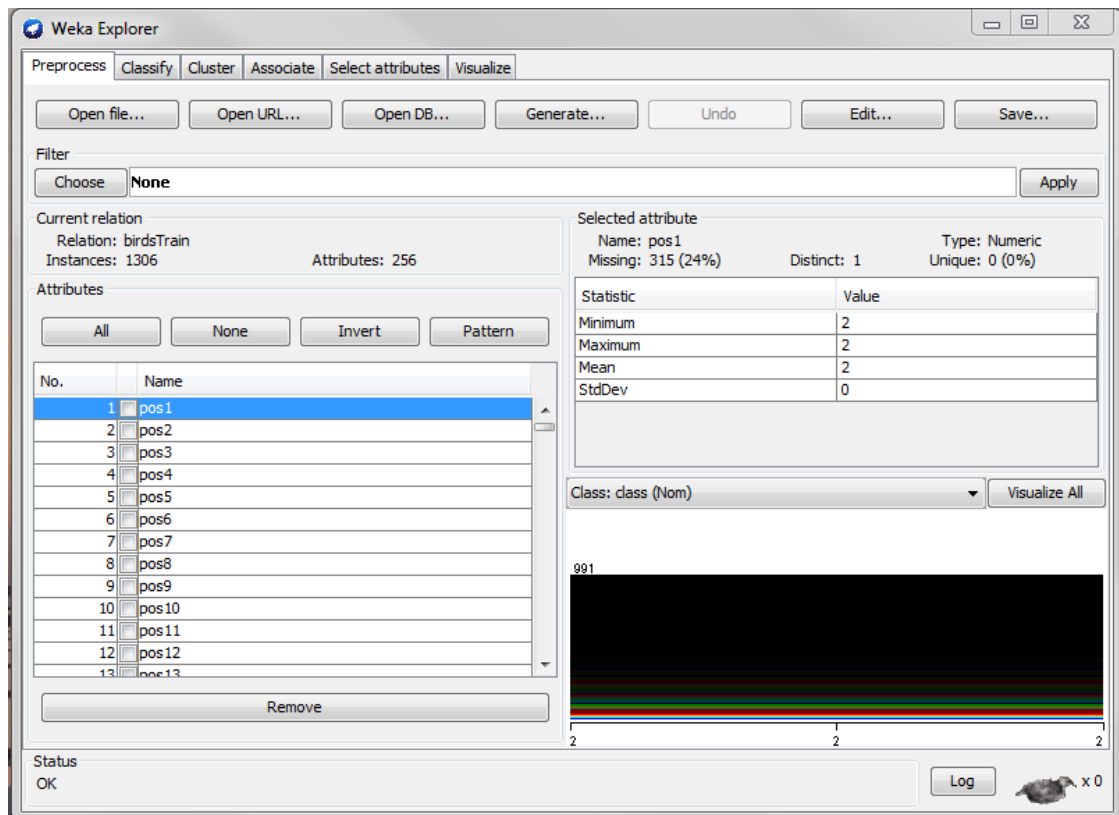 Weka Explorer
Preprocess Classify Cluster Associate Select attributes Visualize
Open file... Open URL... Open DB... Generate... Undo Edit... Save...
Filter
Choose None Apply
Current relation
Relation: birdsTrain
Instances: 1306 Attributes: 256
Attributes
All None Invert Pattern
No. Name
1 pos1
2 pos2
3 pos3
4 pos4
5 pos5
6 pos6
7 pos7
8 pos8
9 pos9
10 pos10
11 pos11
12 pos12
13 pos13
Remove
Selected attribute
Name: pos1 Type: Numeric
Missing: 315 (24%) Distinct: 1 Unique: 0 (0%)
Statistic Value
Minimum 2
Maximum 2
Mean 2
StdDev 0
Class: class (Nom) Visualize All
991
2 2 2
Status
OK
Log x 0